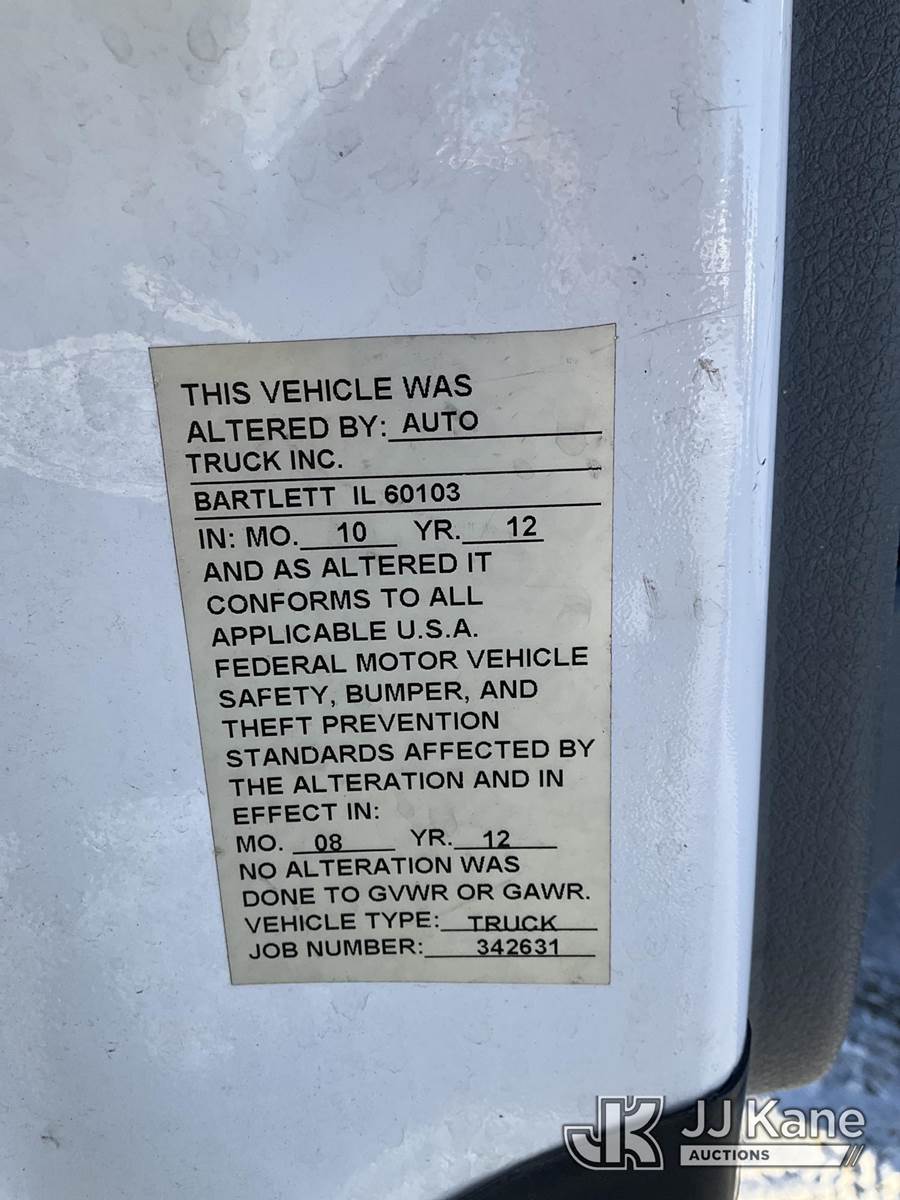 THIS VEHICLE WAS
ALTERED BY: AUTO
TRUCK INC.
BARTLETT IL 60103
IN: MO. 10 YR. 12
AND AS ALTERED IT
CONFORMS TO ALL
APPLICABLE U.S.A.
FEDERAL MOTOR VEHICLE
SAFETY, BUMPER, AND
THEFT PREVENTION
STANDARDS AFFECTED BY
THE ALTERATION AND IN
EFFECT IN:
MO. 08 YR. 12
NO ALTERATION WAS
DONE TO GVWR OR GAWR.
VEHICLE TYPE: TRUCK
JOB NUMBER: 342631
JK JJ Kane
AUCTIONS